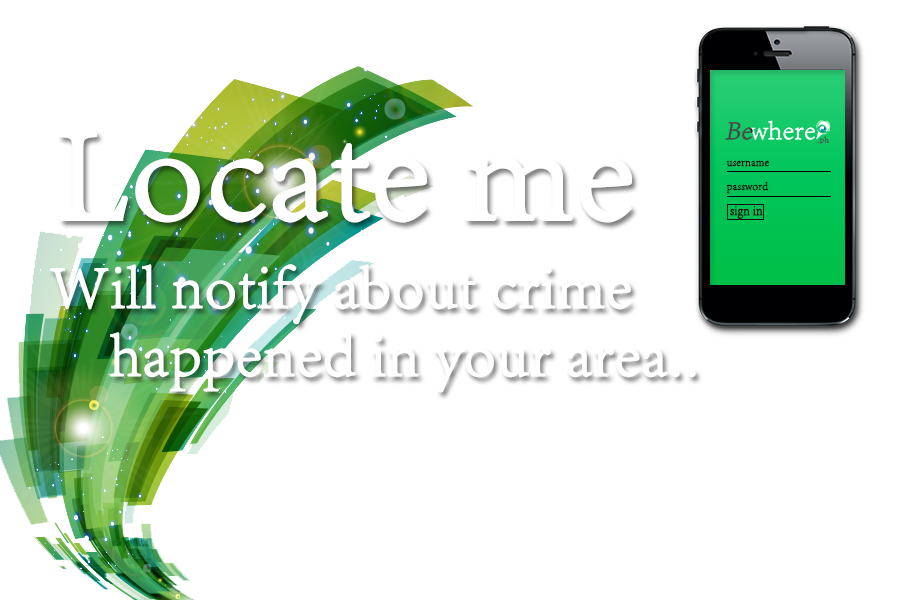 Locate me
Will notify about crime
happened in your area..
Bewhere
.ph
username
password
sign in